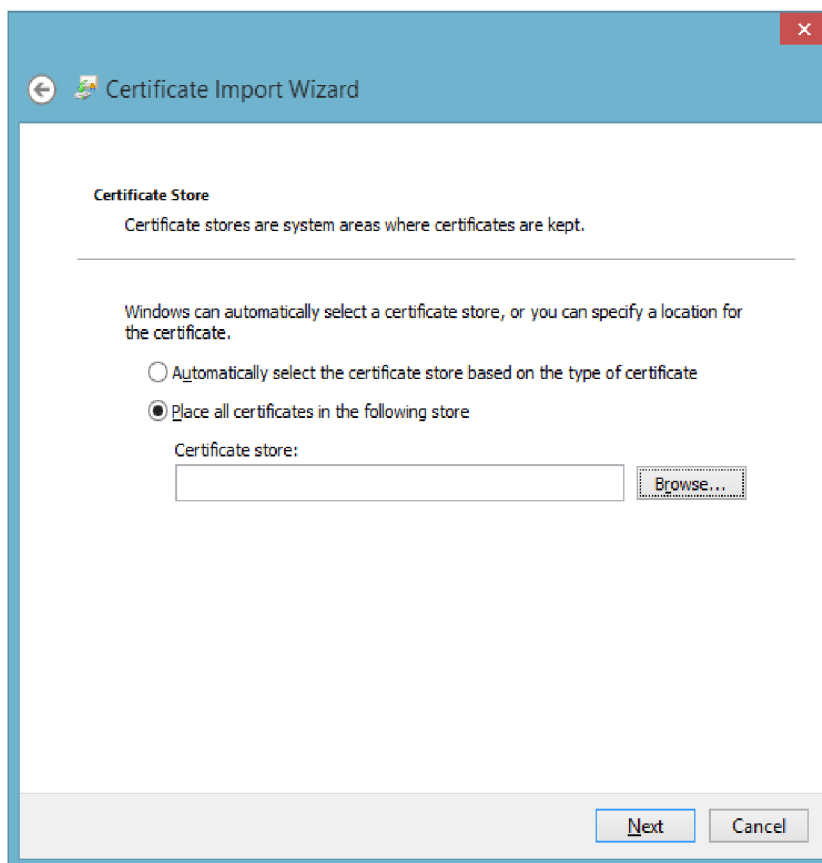 Certificate Import Wizard
Certificate Store
Certificate stores are system areas where certificates are kept.
Windows can automatically select a certificate store, or you can specify a location for
the certificate.
Automatically select the certificate store based on the type of certificate
Place all certificates in the following store
Certificate store:
Browse...
Next
Cancel